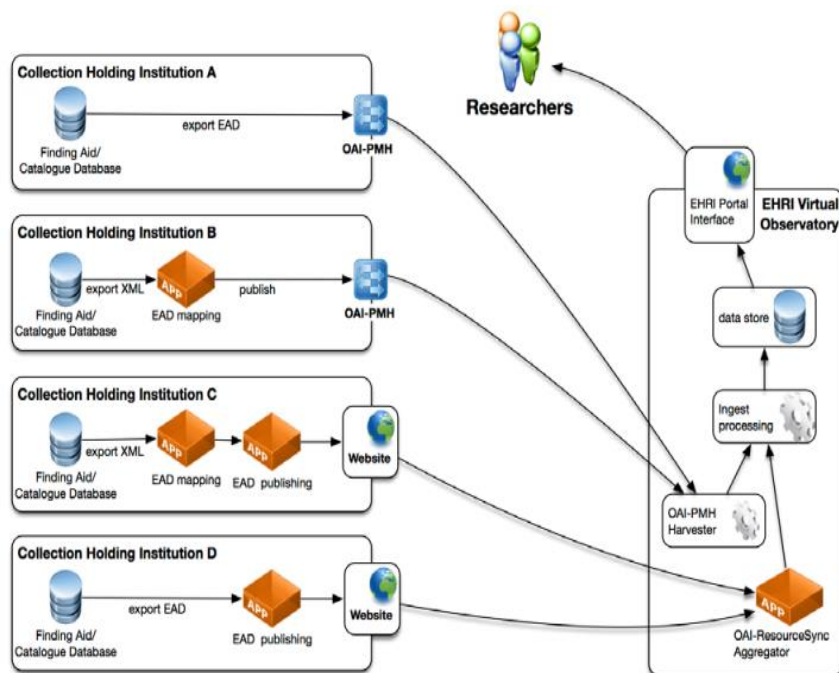 Researchers
Collection Holding Institution A
export EAD
Finding Aid/
Catalogue Database
OAI-PMH
Collection Holding Institution B
export XML
APP
publish
Finding Aid/
Catalogue Database
EAD mapping
OAI-PMH
Collection Holding Institution C
export XML
APP
APP
Finding Aid/
Catalogue Database
EAD mapping
EAD publishing
Website
Collection Holding Institution D
export EAD
APP
Finding Aid/
Catalogue Database
EAD publishing
Website
EHRI Portal
Interface
EHRI Virtual
Observatory
data store
Ingest
processing
OAI-PMH
Harvester
APP
OAI-ResourceSync
Aggregator